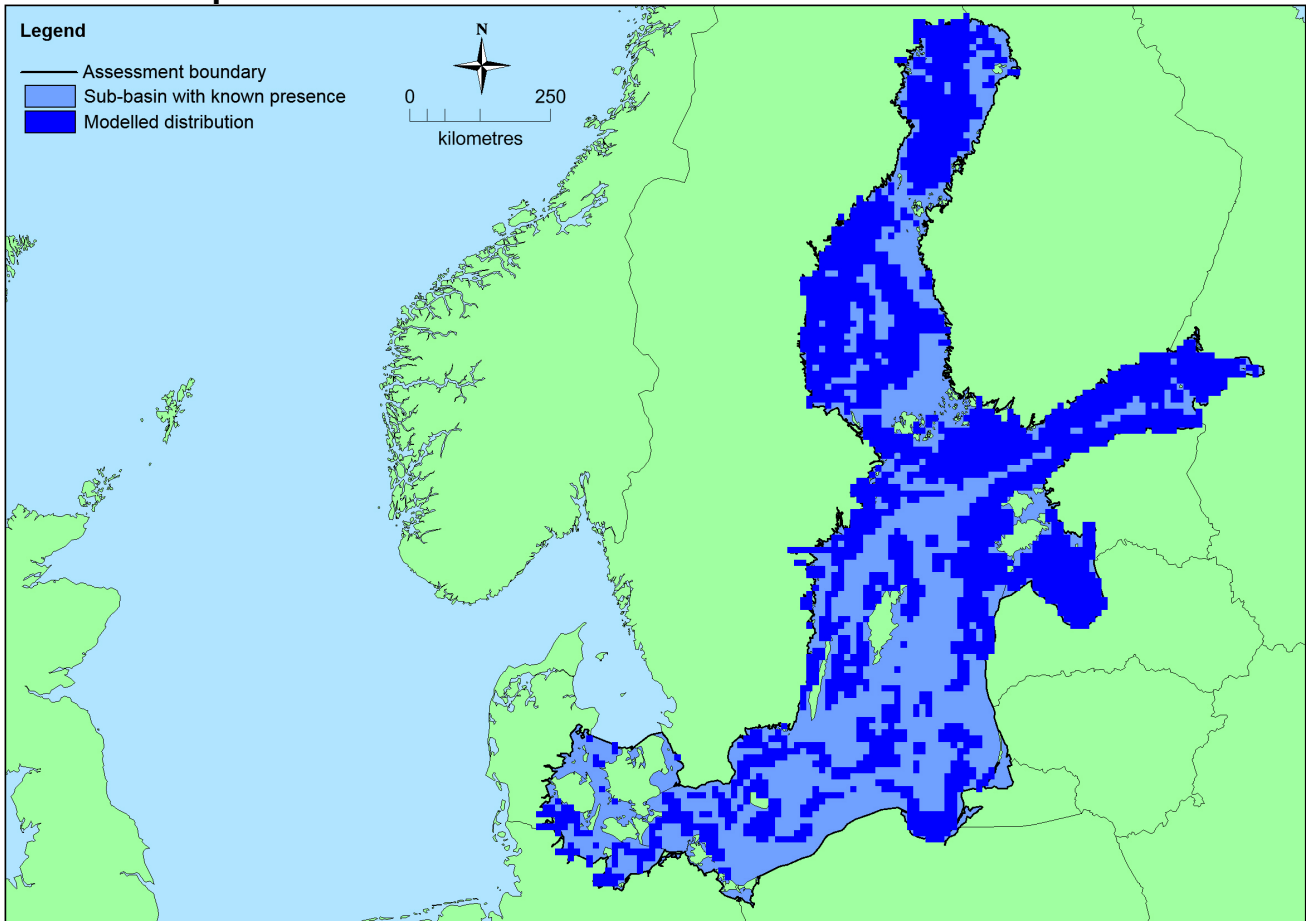 Legend
Assessment boundary
Sub-basin with known presence
Modelled distribution
N
0 250
kilometres